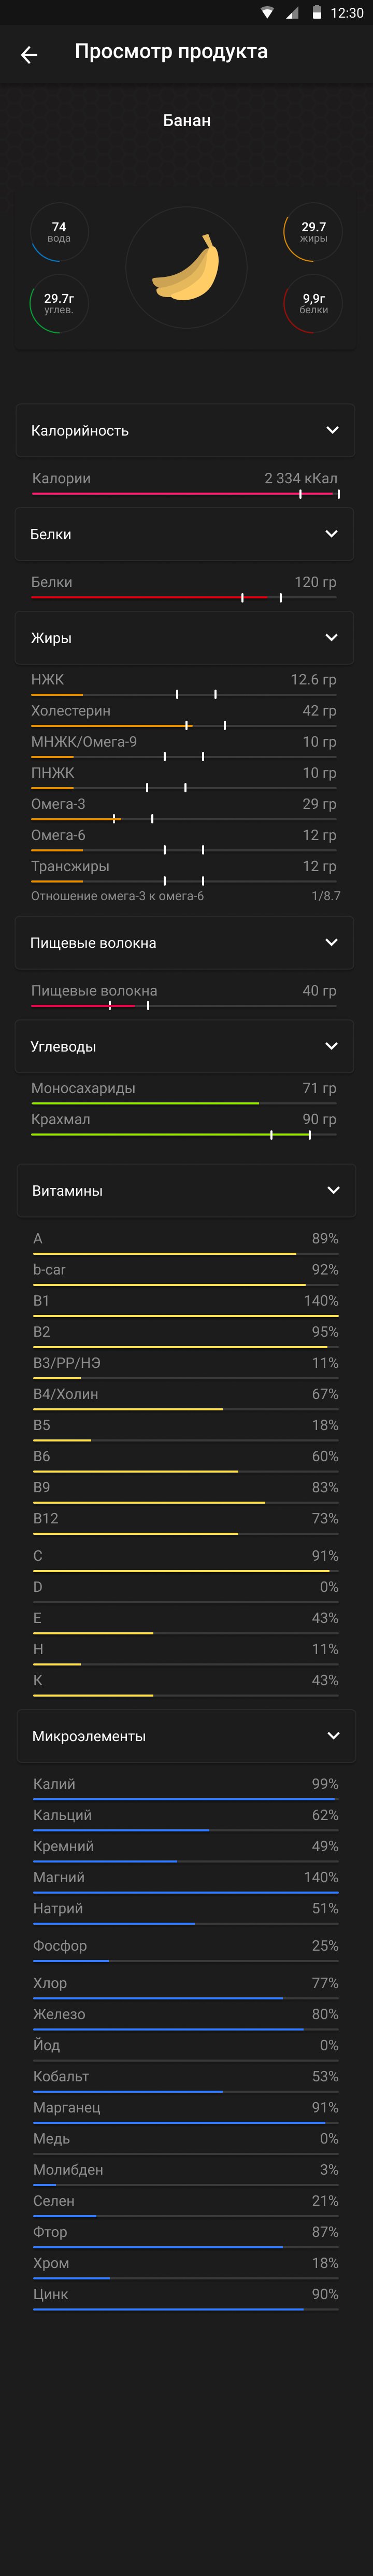 12:30
Просмотр продукта
Банан
74
вода
29.7
жиры
29.7г
углев.
9,9г
белки
Калорийность
Калории 2 334 кКал
Белки
Белки 120 гр
Жиры
НЖК 12.6 гр
Холестерин 42 гр
МНЖК/Омега-9 10 гр
ПНЖК 10 гр
Омега-3 29 гр
Омега-6 12 гр
Трансжиры 12 гр
Отношение омега-3 к омега-6 1/8.7
Пищевые волокна
Пищевые волокна 40 гр
Углеводы
Моносахариды 71 гр
Крахмал 90 гр
Витамины
A 89%
b-car 92%
B1 140%
B2 95%
B3/PP/НЭ 11%
B4/Холин 67%
B5 18%
B6 60%
B9 83%
B12 73%
C 91%
D 0%
E 43%
H 11%
K 43%
Микроэлементы
Калий 99%
Кальций 62%
Кремний 49%
Магний 140%
Натрий 51%
Фосфор 25%
Хлор 77%
Железо 80%
Йод 0%
Кобальт 53%
Марганец 91%
Медь 0%
Молибден 3%
Селен 21%
Фтор 87%
Хром 18%
Цинк 90%